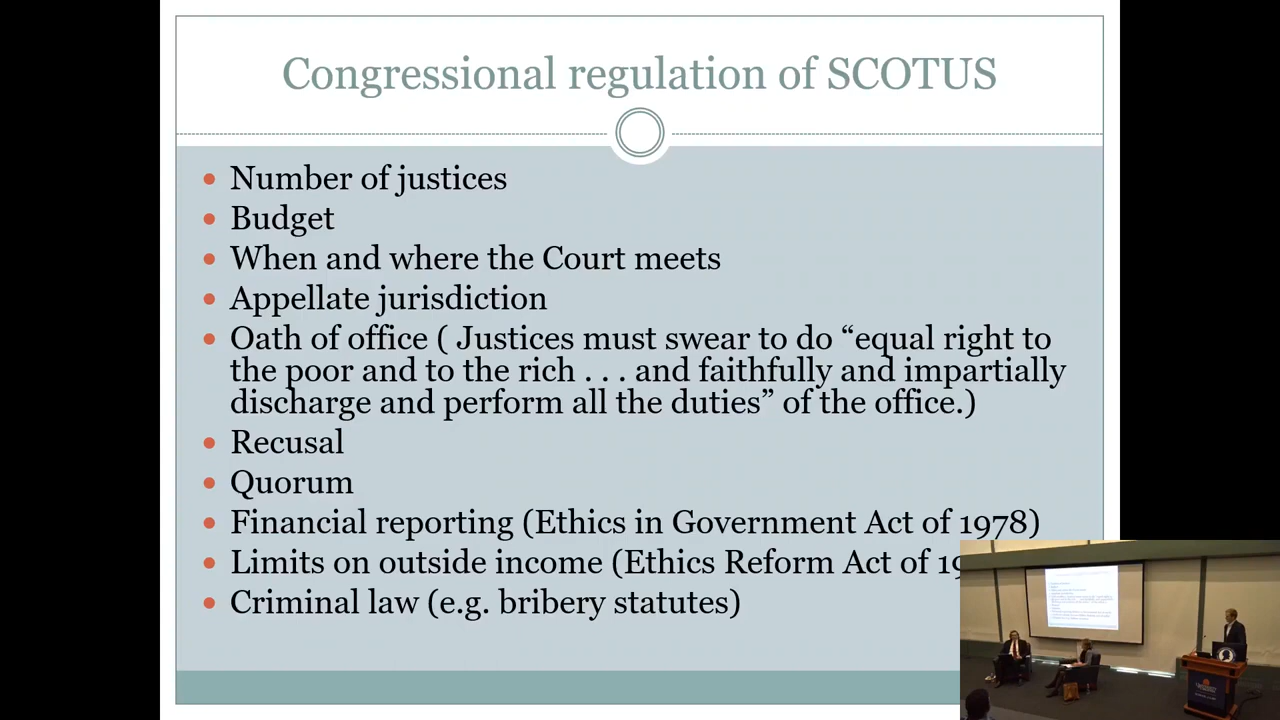 Congressional regulation of SCOTUS
Number of justices
Budget
When and where the Court meets
Appellate jurisdiction
Oath of office ( Justices must swear to do “equal right to
the poor and to the rich . . . and faithfully and impartially
discharge and perform all the duties” of the office.)
Recusal
Quorum
Financial reporting (Ethics in Government Act of 1978)
Limits on outside income (Ethics Reform Act of
Criminal law (e.g. bribery statutes)